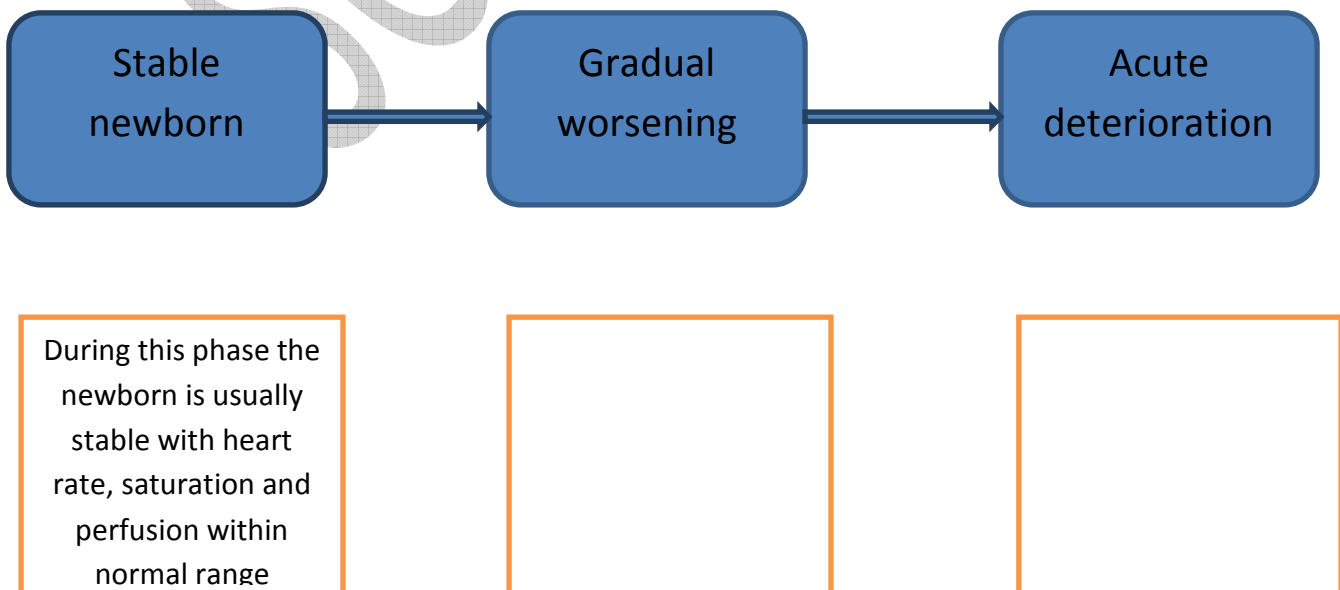 Stable
newborn
Gradual
worsening
Acute
deterioration
During this phase the
newborn is usually
stable with heart
rate, saturation and
perfusion within
normal range